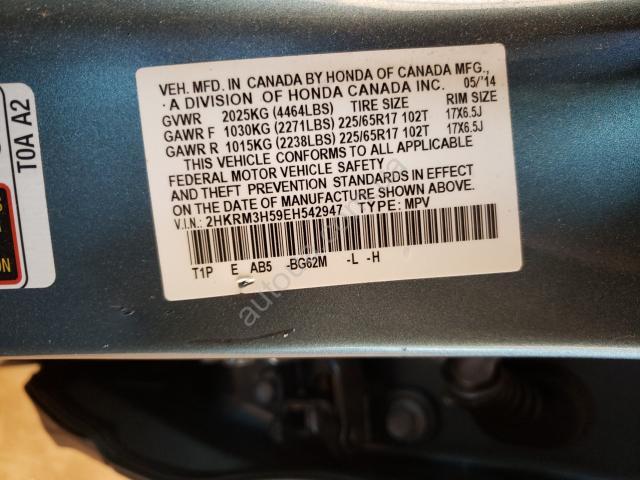 VEH. MFD. IN CANADA BY HONDA OF CANADA MFG.,
A DIVISION OF HONDA CANADA INC. 05/'14
GVWR 2025KG (4464LBS) TIRE SIZE RIM SIZE
GAWR F 1030KG (2271LBS) 225/65R17 102T 17X6.5J
GAWR R 1015KG (2238LBS) 225/65R17 102T 17X6.5J
THIS VEHICLE CONFORMS TO ALL APPLICABLE
FEDERAL MOTOR VEHICLE SAFETY
AND THEFT PREVENTION STANDARDS IN EFFECT
ON THE DATE OF MANUFACTURE SHOWN ABOVE.
V.I.N.: 2HKRM3H59EH542947 TYPE: MPV
T1P E AB5 -BG62M -L -H
T0A A2
ON